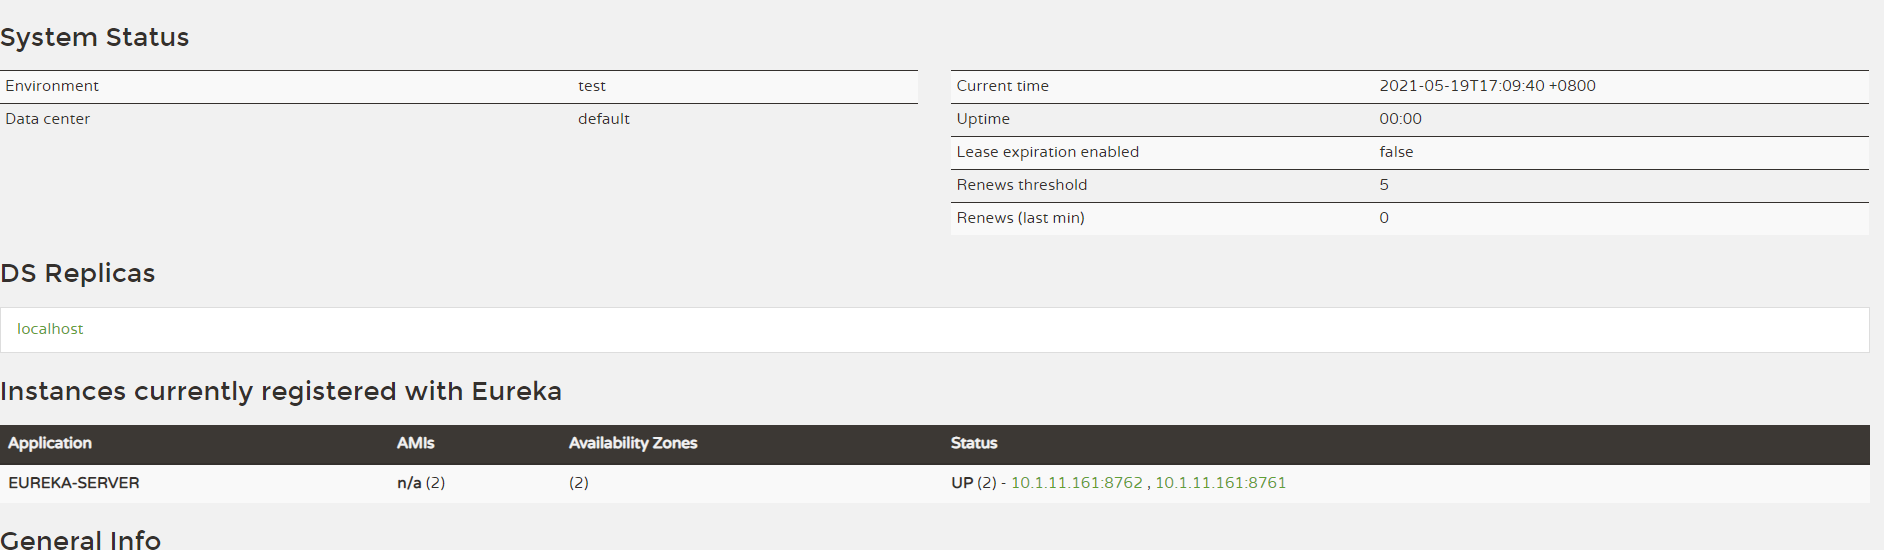 System Status
Environment test
Data center default
Current time 2021-05-19T17:09:40 +0800
Uptime 00:00
Lease expiration enabled false
Renews threshold 5
Renews (last min) 0
DS Replicas
localhost
Instances currently registered with Eureka
Application AMIs Availability Zones Status
EUREKA-SERVER n/a (2) (2) UP (2) - 10.1.11.161:8762 , 10.1.11.161:8761
General Info